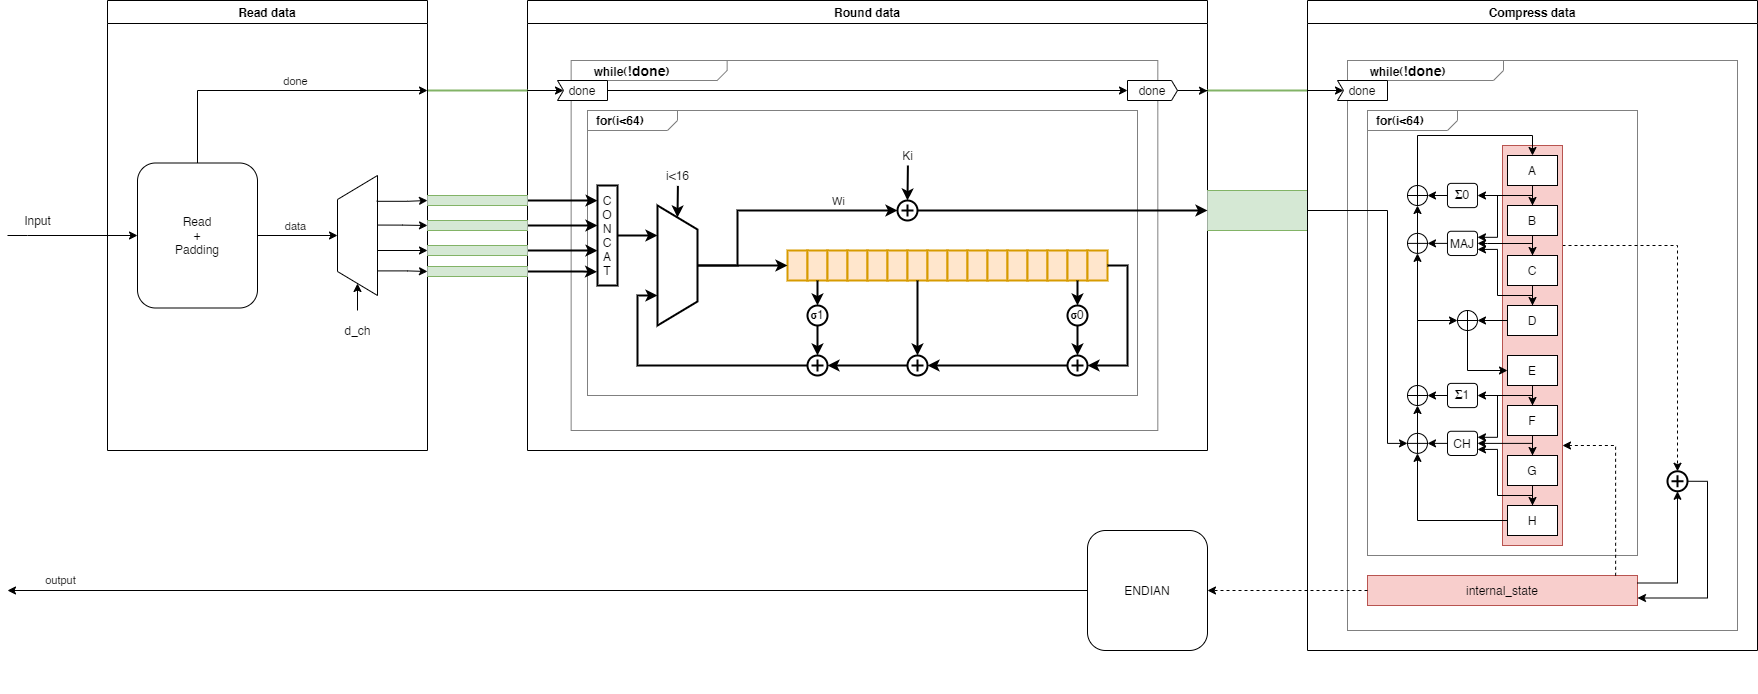 Read data
Round data
Compress data
while(!done)
while(!done)
done
done
done
done
for(i<64)
for(i<64)
Input
Read
+
Padding
data
d_ch
C
O
N
C
A
T
i<16
Ki
Wi
σ1
σ0
A
Σ0
B
MAJ
C
D
E
Σ1
F
CH
G
H
output
ENDIAN
internal_state